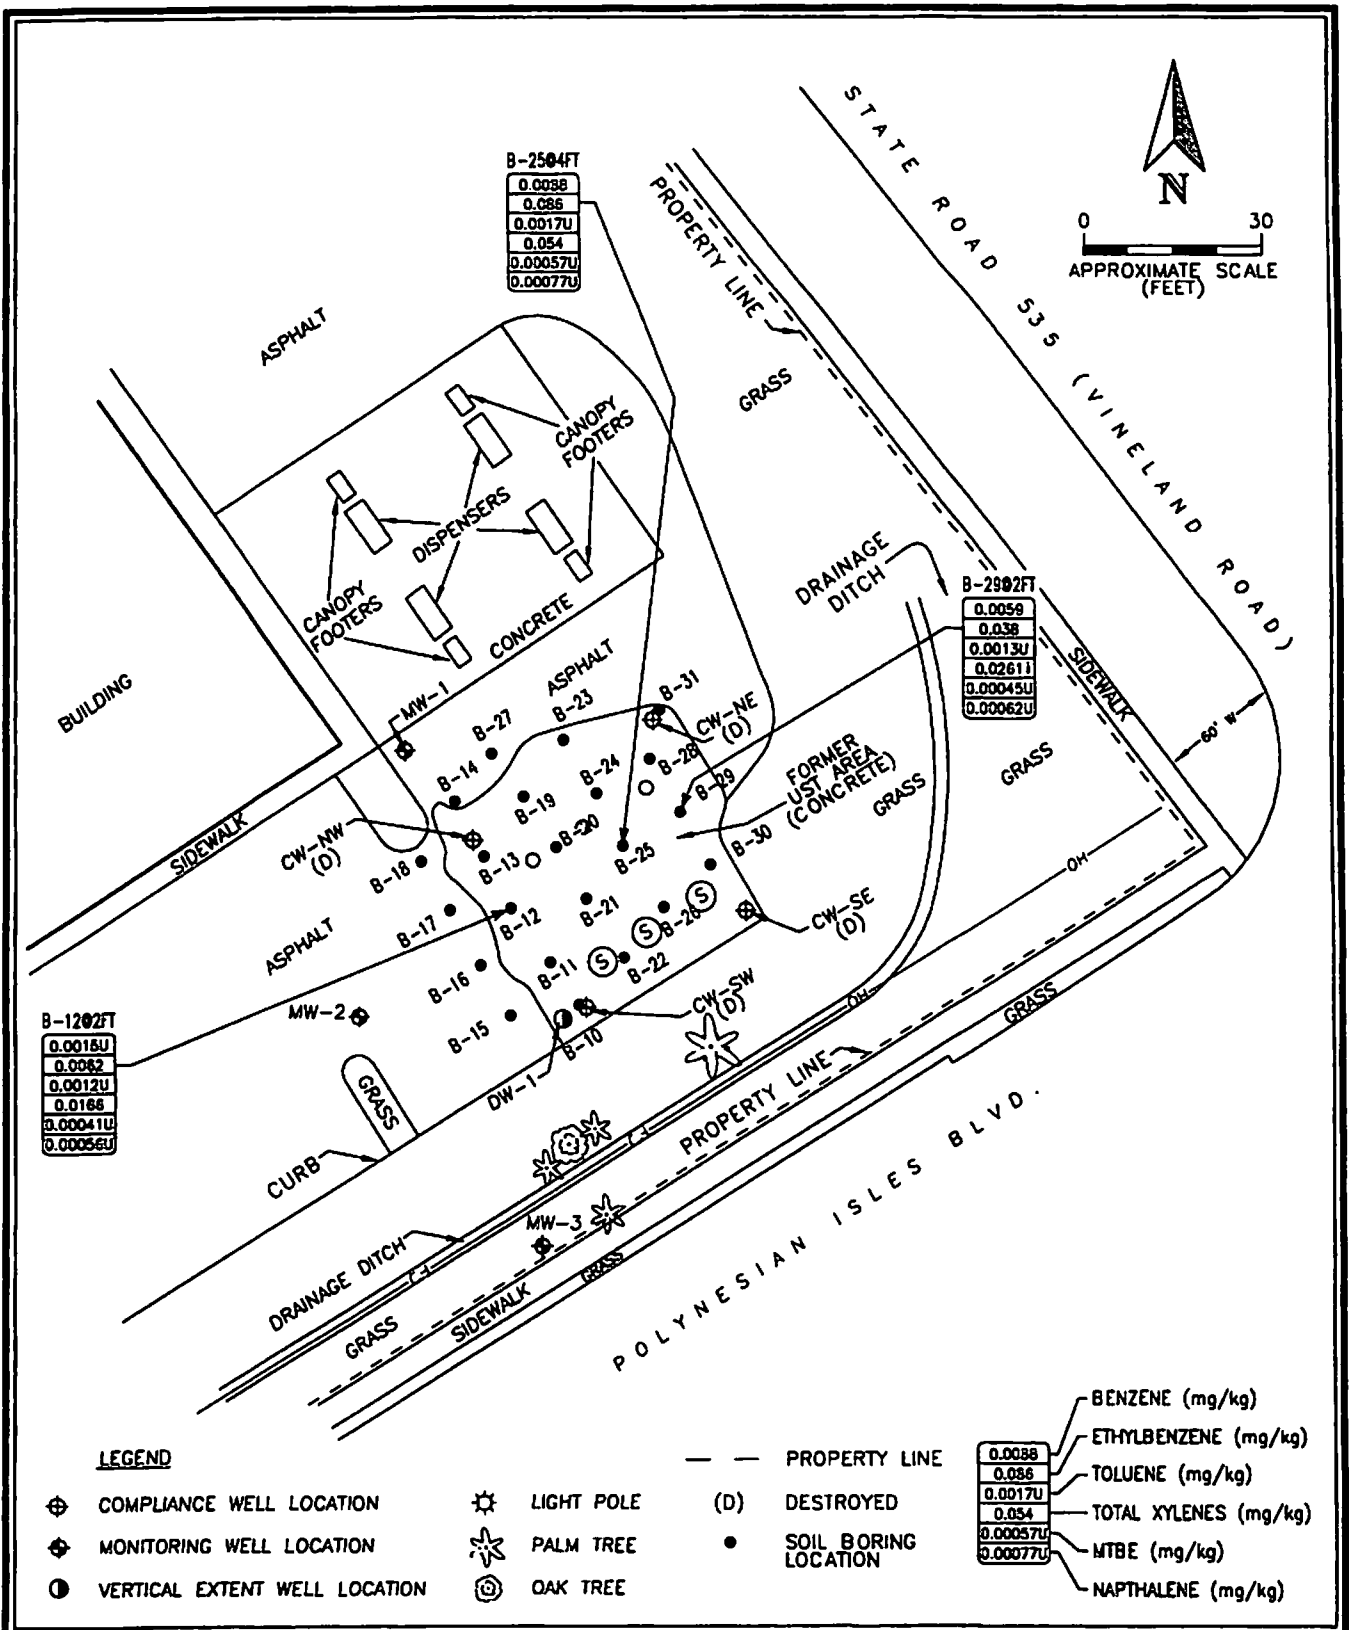 STATE ROAD 535 (VINELAND ROAD)
N
0 30
APPROXIMATE SCALE
(FEET)
B-25@4FT
0.0038
0.086
0.0017U
0.054
0.00057U
0.00077U
PROPERTY LINE
ASPHALT
GRASS
CANOPY
FOOTERS
DISPENSERS
DRAINAGE
DITCH
B-29@2FT
0.0059
0.038
0.0013U
0.0261I
0.00045U
0.00062U
CANOPY
FOOTERS
CONCRETE
SIDEWALK
ASPHALT
BUILDING
MW-1
B-31
CW-NE
(D)
60' W
B-27
B-23
B-28
FORMER
UST AREA
(CONCRETE)
GRASS
GRASS
B-14
B-24
B-29
B-19
SIDEWALK
CW-NW
(D)
B-20
B-30
B-18
B-13
B-25
OH
B-21
B-26
S
S
S
CW-SE
(D)
B-17
B-12
ASPHALT
B-11
B-22
B-16
CW-SW
(D)
OH
GRASS
MW-2
B-15
B-10
B-12@2FT
0.0015U
0.0062
0.0012U
0.0166
0.00041U
0.00056U
GRASS
DW-1
PROPERTY LINE
CURB
POLYNESIAN ISLES BLVD.
MW-3
DRAINAGE DITCH
GRASS
SIDEWALK
GRASS
LEGEND
COMPLIANCE WELL LOCATION
MONITORING WELL LOCATION
VERTICAL EXTENT WELL LOCATION
LIGHT POLE
PALM TREE
OAK TREE
PROPERTY LINE
(D) DESTROYED
SOIL BORING
LOCATION
0.0038
0.086
0.0017U
0.054
0.00057U
0.00077U
BENZENE (mg/kg)
ETHYLBENZENE (mg/kg)
TOLUENE (mg/kg)
TOTAL XYLENES (mg/kg)
MTBE (mg/kg)
NAPTHALENE (mg/kg)